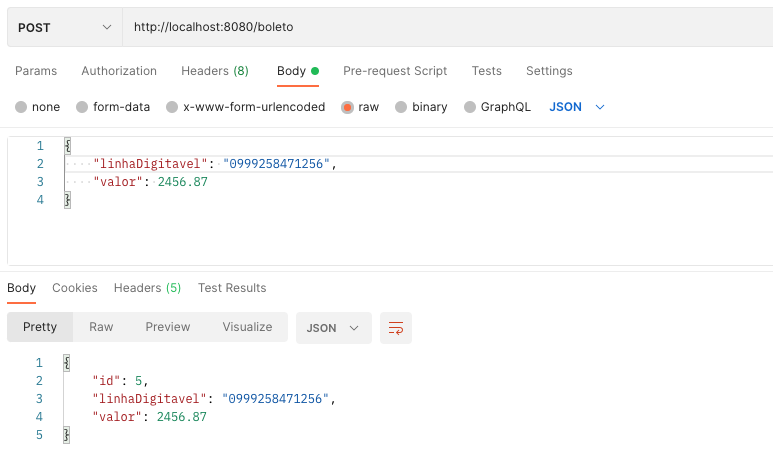 POST http://localhost:8080/boleto
Params Authorization Headers (8) Body Pre-request Script Tests Settings
none form-data x-www-form-urlencoded raw binary GraphQL JSON
1 {
2 "linhaDigitavel": "0999258471256",
3 "valor": 2456.87
4 }
Body Cookies Headers (5) Test Results
Pretty Raw Preview Visualize JSON
1 {
2 "id": 5,
3 "linhaDigitavel": "0999258471256",
4 "valor": 2456.87
5 }